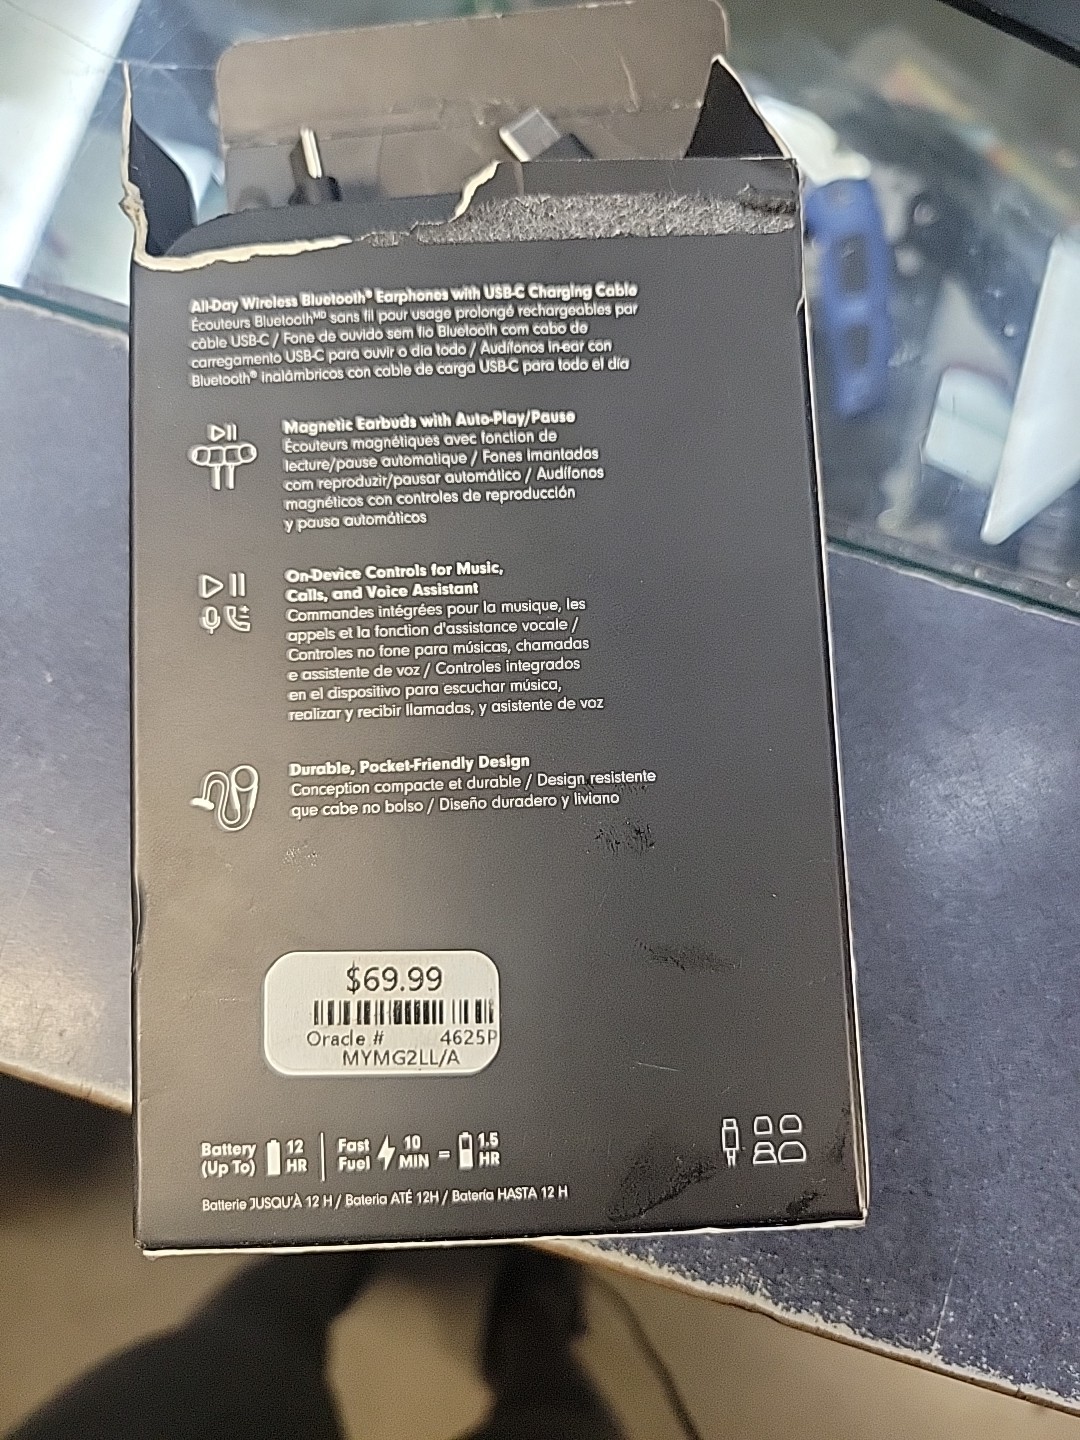 All-Day Wireless Bluetooth® Earphones with USB-C Charging Cable
Écouteurs Bluetoothᴹᴰ sans fil pour usage prolongé rechargeables par
câble USB-C / Fone de ouvido sem fio Bluetooth com cabo de
carregamento USB-C para ouvir o dia todo / Audífonos In-ear con
Bluetooth® inalámbricos con cable de carga USB-C para todo el día
Magnetic Earbuds with Auto-Play/Pause
Écouteurs magnétiques avec fonction de
lecture/pause automatique / Fones Imantados
com reproduzir/pausar automático / Audífonos
magnéticos con controles de reproducción
y pausa automáticos
On-Device Controls for Music,
Calls, and Voice Assistant
Commandes intégrées pour la musique, les
appels et la fonction d'assistance vocale /
Controles no fone para músicas, chamadas
e assistente de voz / Controles integrados
en el dispositivo para escuchar música,
realizar y recibir llamadas, y asistente de voz
Durable, Pocket-Friendly Design
Conception compacte et durable / Design resistente
que cabe no bolso / Diseño duradero y liviano
$69.99
Oracle # 4625P
MYMG2LL/A
Battery 12 Fast 10 1.5
(Up To) HR Fuel MIN = HR
Batterie JUSQU'À 12 H / Bateria ATÉ 12H / Batería HASTA 12 H